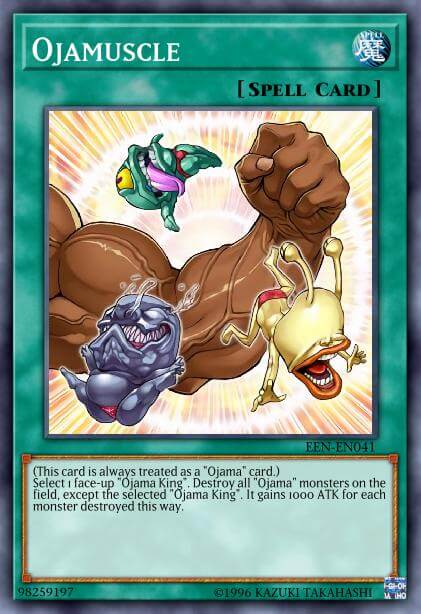 OJAMUSCLE
SPELL
魔
[SPELL CARD]
EEN-EN041
(This card is always treated as a "Ojama" card.)
Select 1 face-up "Ojama King". Destroy all "Ojama" monsters on the
field, except the selected "Ojama King". It gains 1000 ATK for each
monster destroyed this way.
98259197
©1996 KAZUKI TAKAHASHI